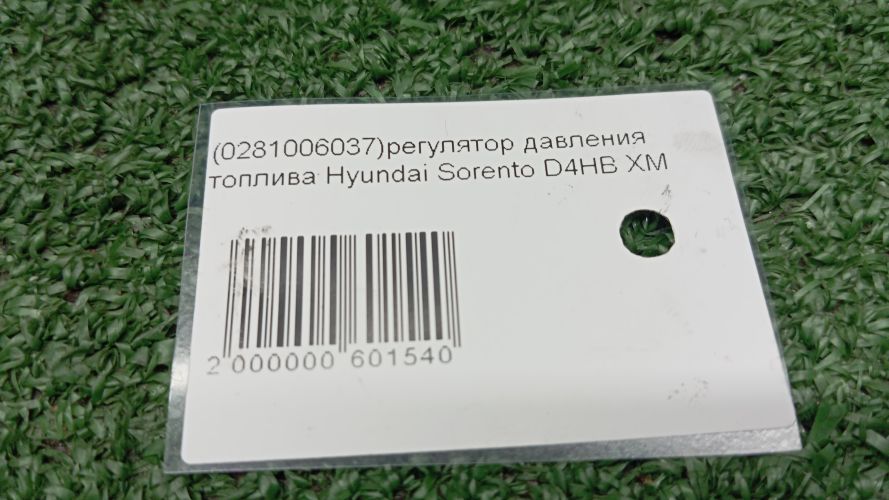 (0281006037)регулятор давления
топлива Hyundai Sorento D4HB XM
2 000000 601540